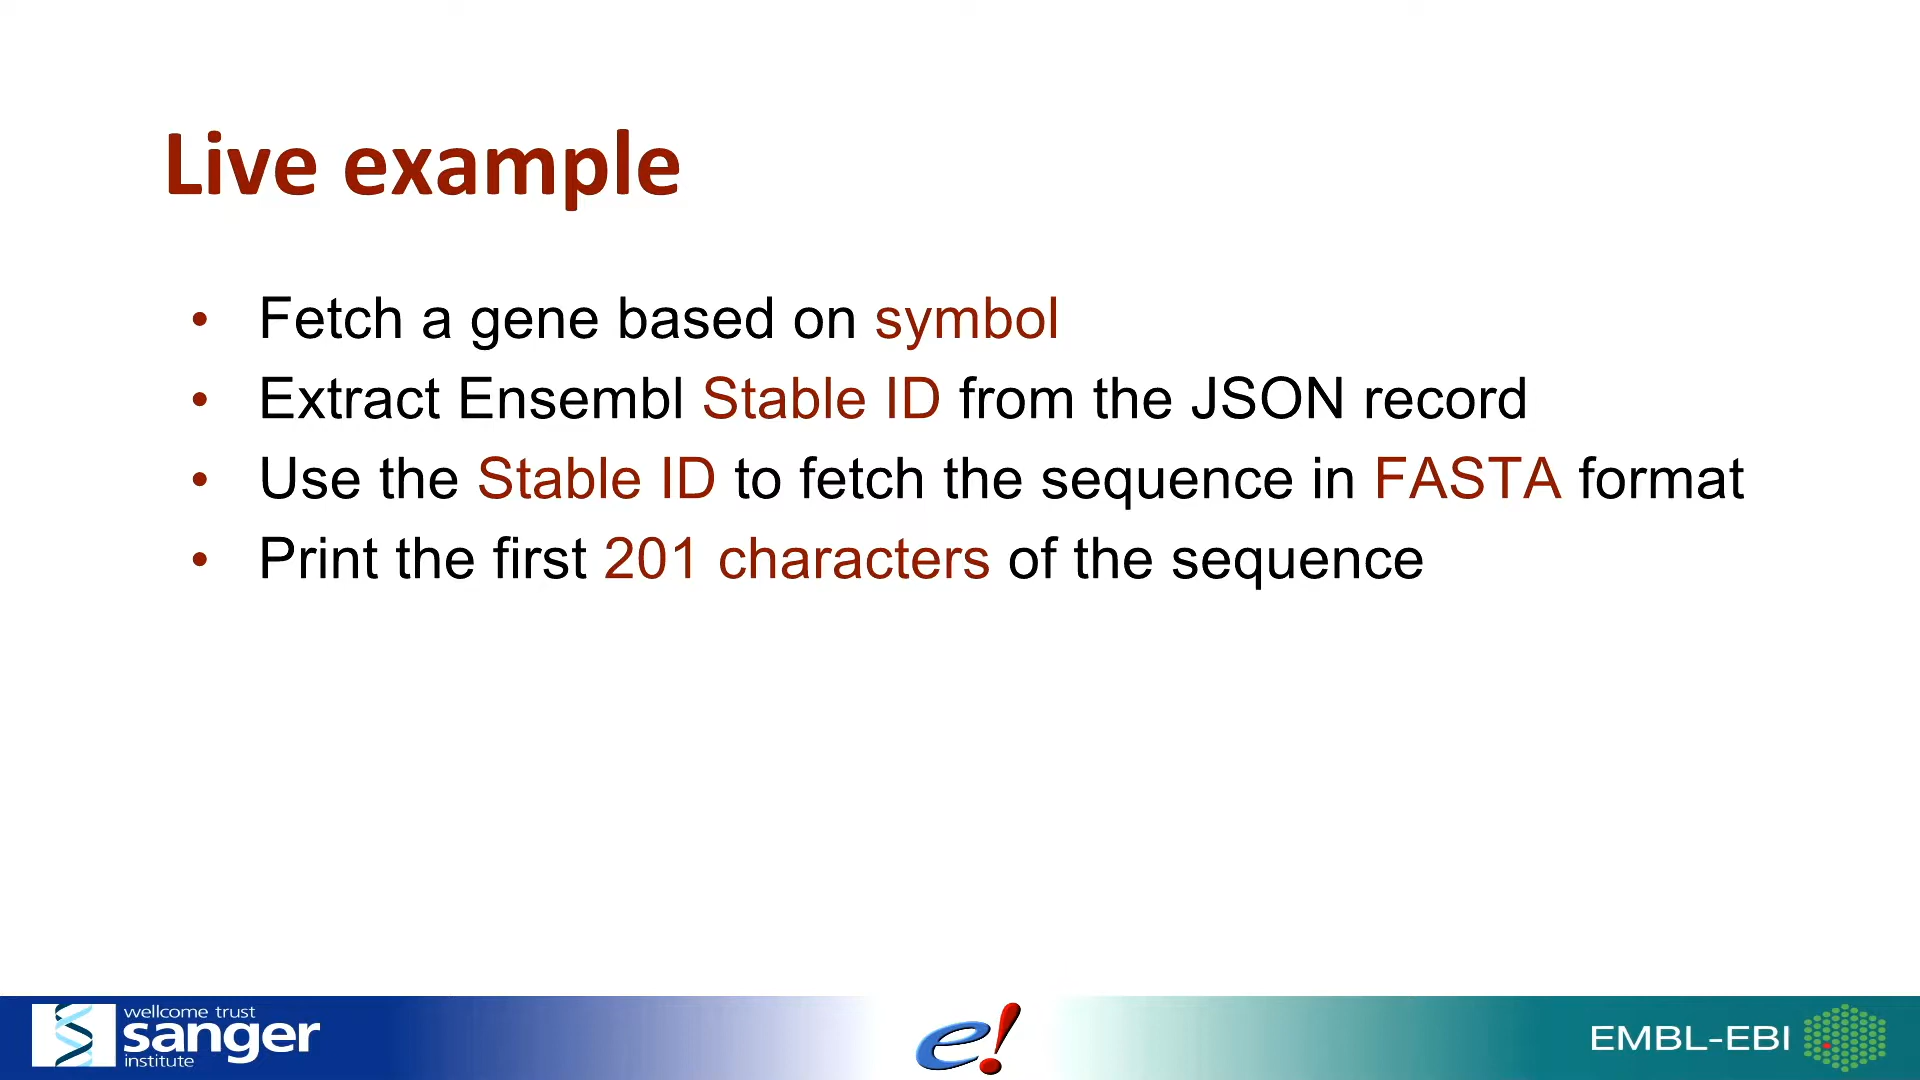 Live example
• Fetch a gene based on symbol
• Extract Ensembl Stable ID from the JSON record
• Use the Stable ID to fetch the sequence in FASTA format
• Print the first 201 characters of the sequence
wellcome trust
sanger
institute
e!
EMBL-EBI